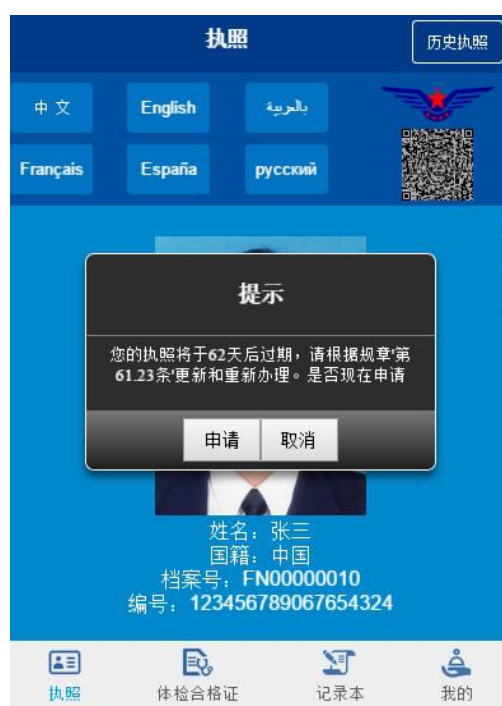 执照
历史执照
中文 English بالعربية
Français España русский
提示
您的执照将于62天后过期，请根据规章'第
61.23条'更新和重新办理。是否现在申请
申请 取消
姓名：张三
国籍：中国
档案号：FN00000010
编号：123456789067654324
执照 体检合格证 记录本 我的